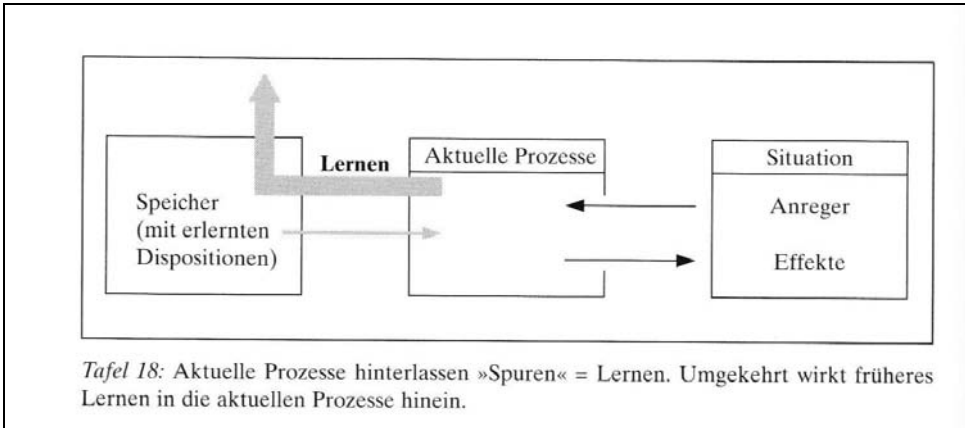 Lernen
Aktuelle Prozesse
Situation
Speicher
(mit erlernten
Dispositionen)
Anreger
Effekte
Tafel 18: Aktuelle Prozesse hinterlassen »Spuren« = Lernen. Umgekehrt wirkt früheres
Lernen in die aktuellen Prozesse hinein.